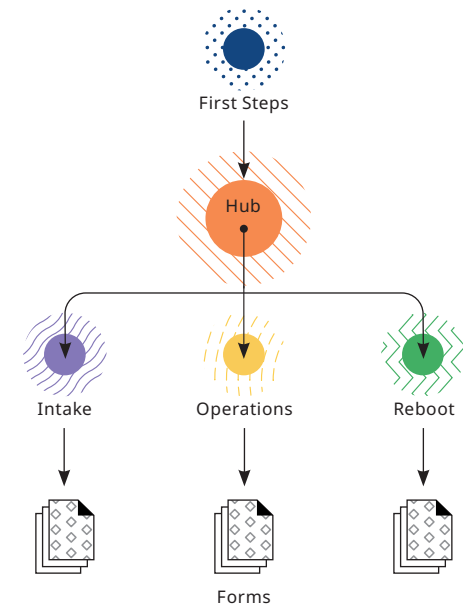 First Steps
Hub
Intake
Operations
Reboot
Forms